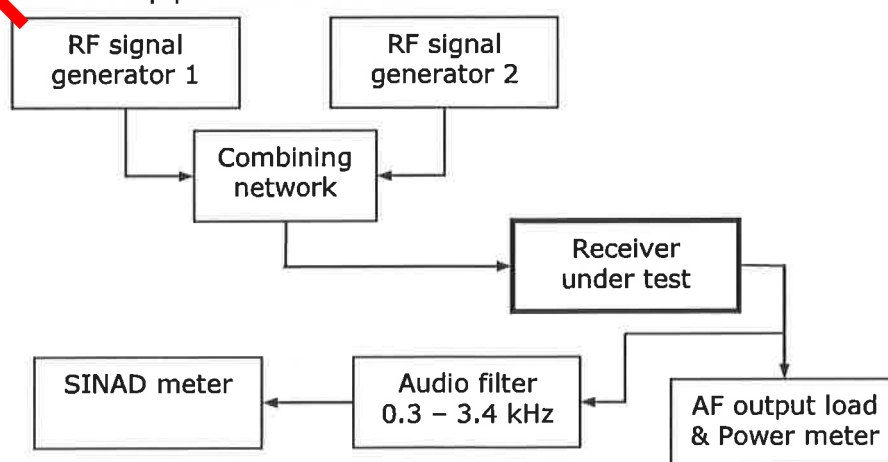 RF signal
generator 1
RF signal
generator 2
Combining
network
Receiver
under test
SINAD meter
Audio filter
0.3 – 3.4 kHz
AF output load
& Power meter